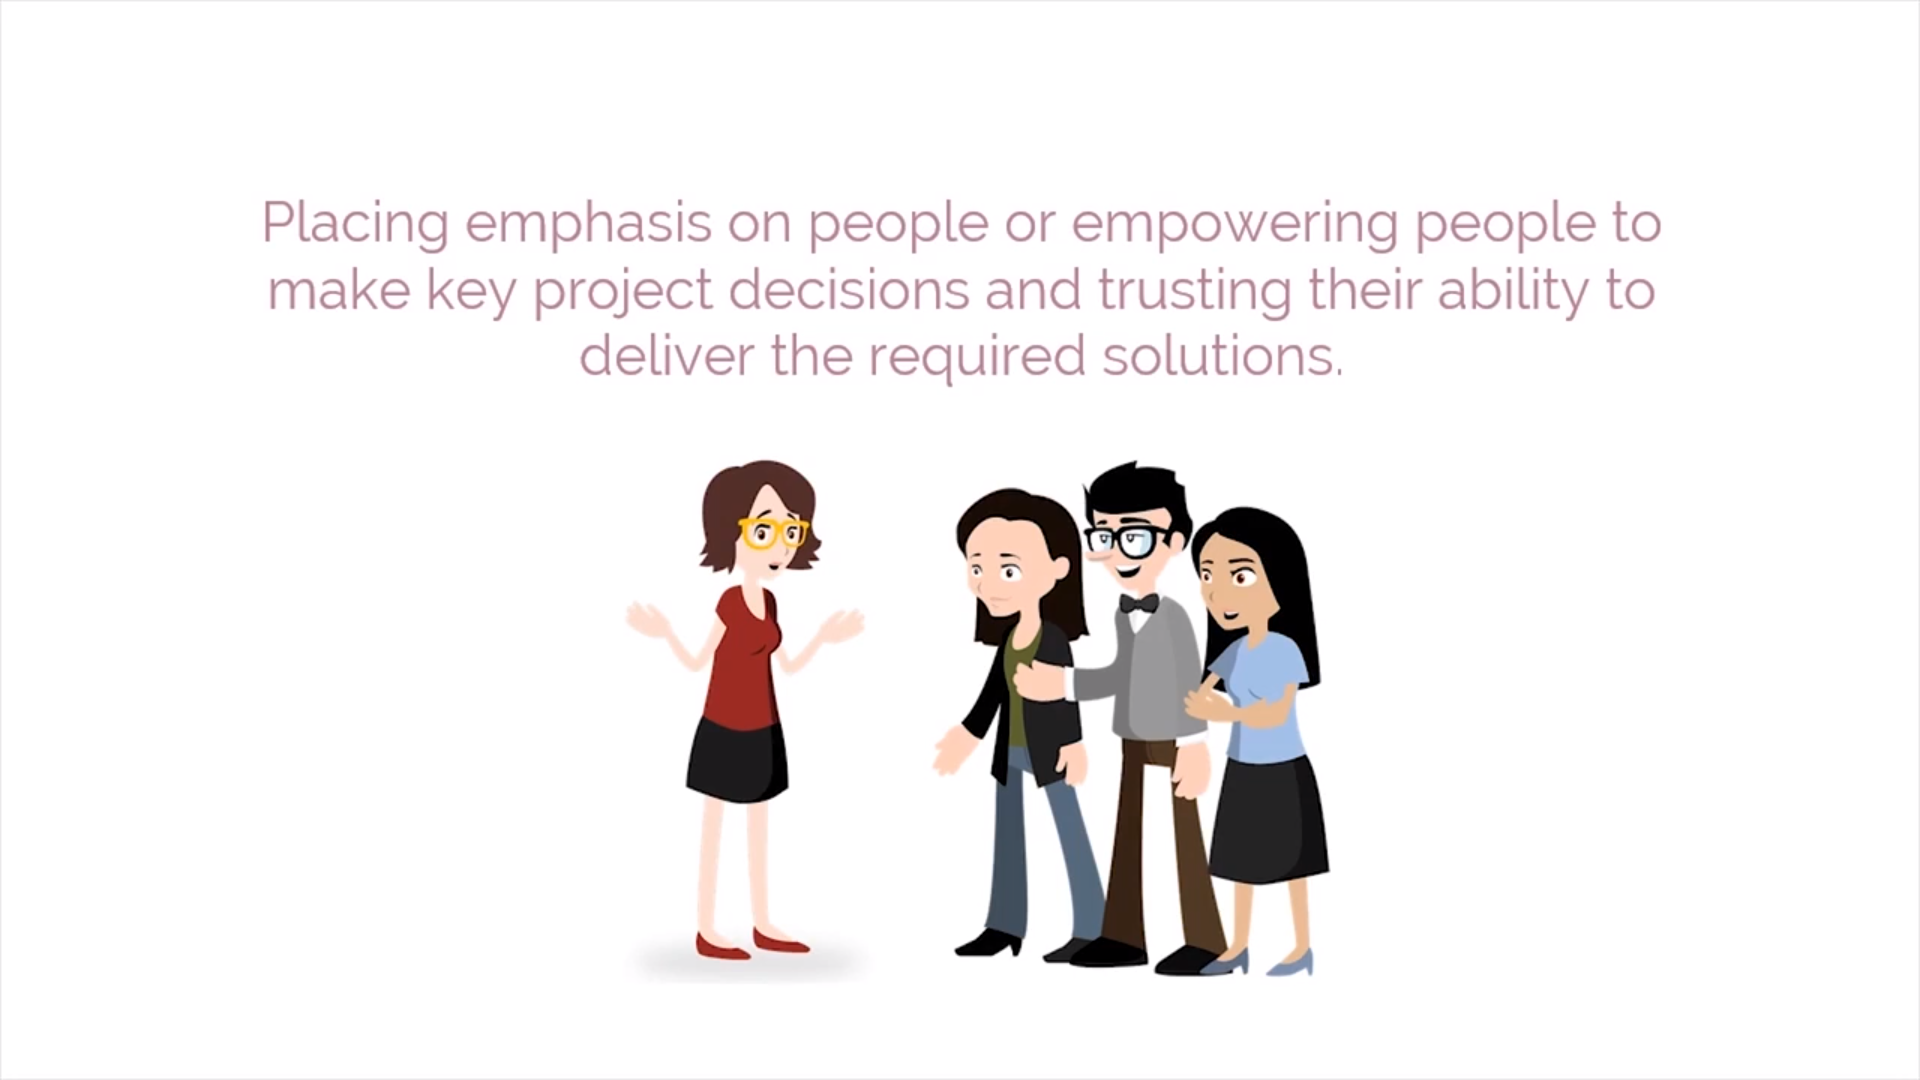 Placing emphasis on people or empowering people to
make key project decisions and trusting their ability to
deliver the required solutions.